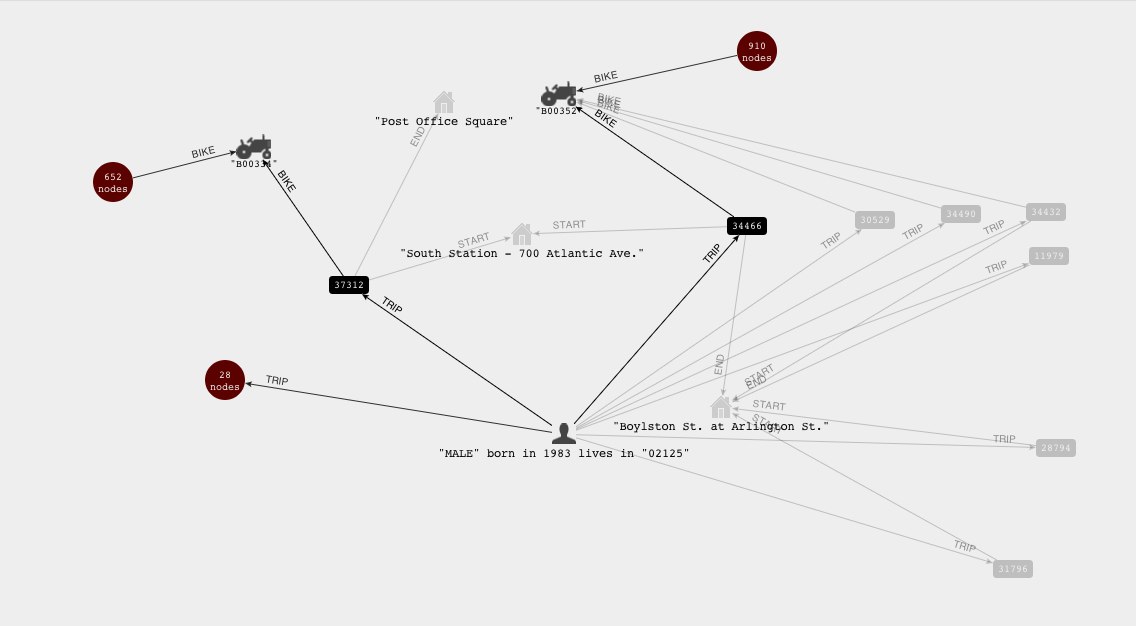 910
nodes
BIKE
BIKE
BIKE
BIKE
"B00352"
BIKE
"Post Office Square"
END
BIKE
652
nodes
BIKE
30529
34490
34432
TRIP
TRIP
TRIP
START
34466
START
"South Station - 700 Atlantic Ave."
TRIP
11979
TRIP
37312
TRIP
END
28
nodes
TRIP
START
END
START
START
"Boylston St. at Arlington St."
TRIP
28794
"MALE" born in 1983 lives in "02125"
TRIP
31796